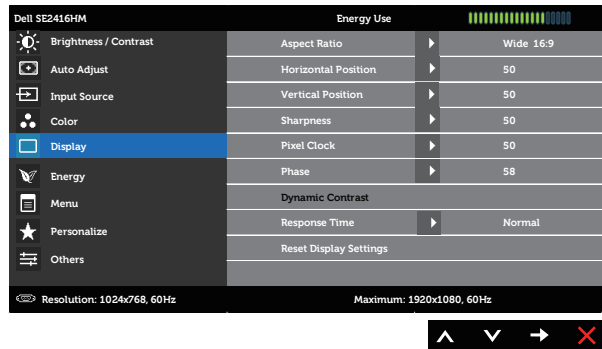 Dell SE2416HM Energy Use
Brightness / Contrast
Auto Adjust
Input Source
Color
Display
Energy
Menu
Personalize
Others
Aspect Ratio Wide 16:9
Horizontal Position 50
Vertical Position 50
Sharpness 50
Pixel Clock 50
Phase 58
Dynamic Contrast
Response Time Normal
Reset Display Settings
Resolution: 1024x768, 60Hz Maximum: 1920x1080, 60Hz